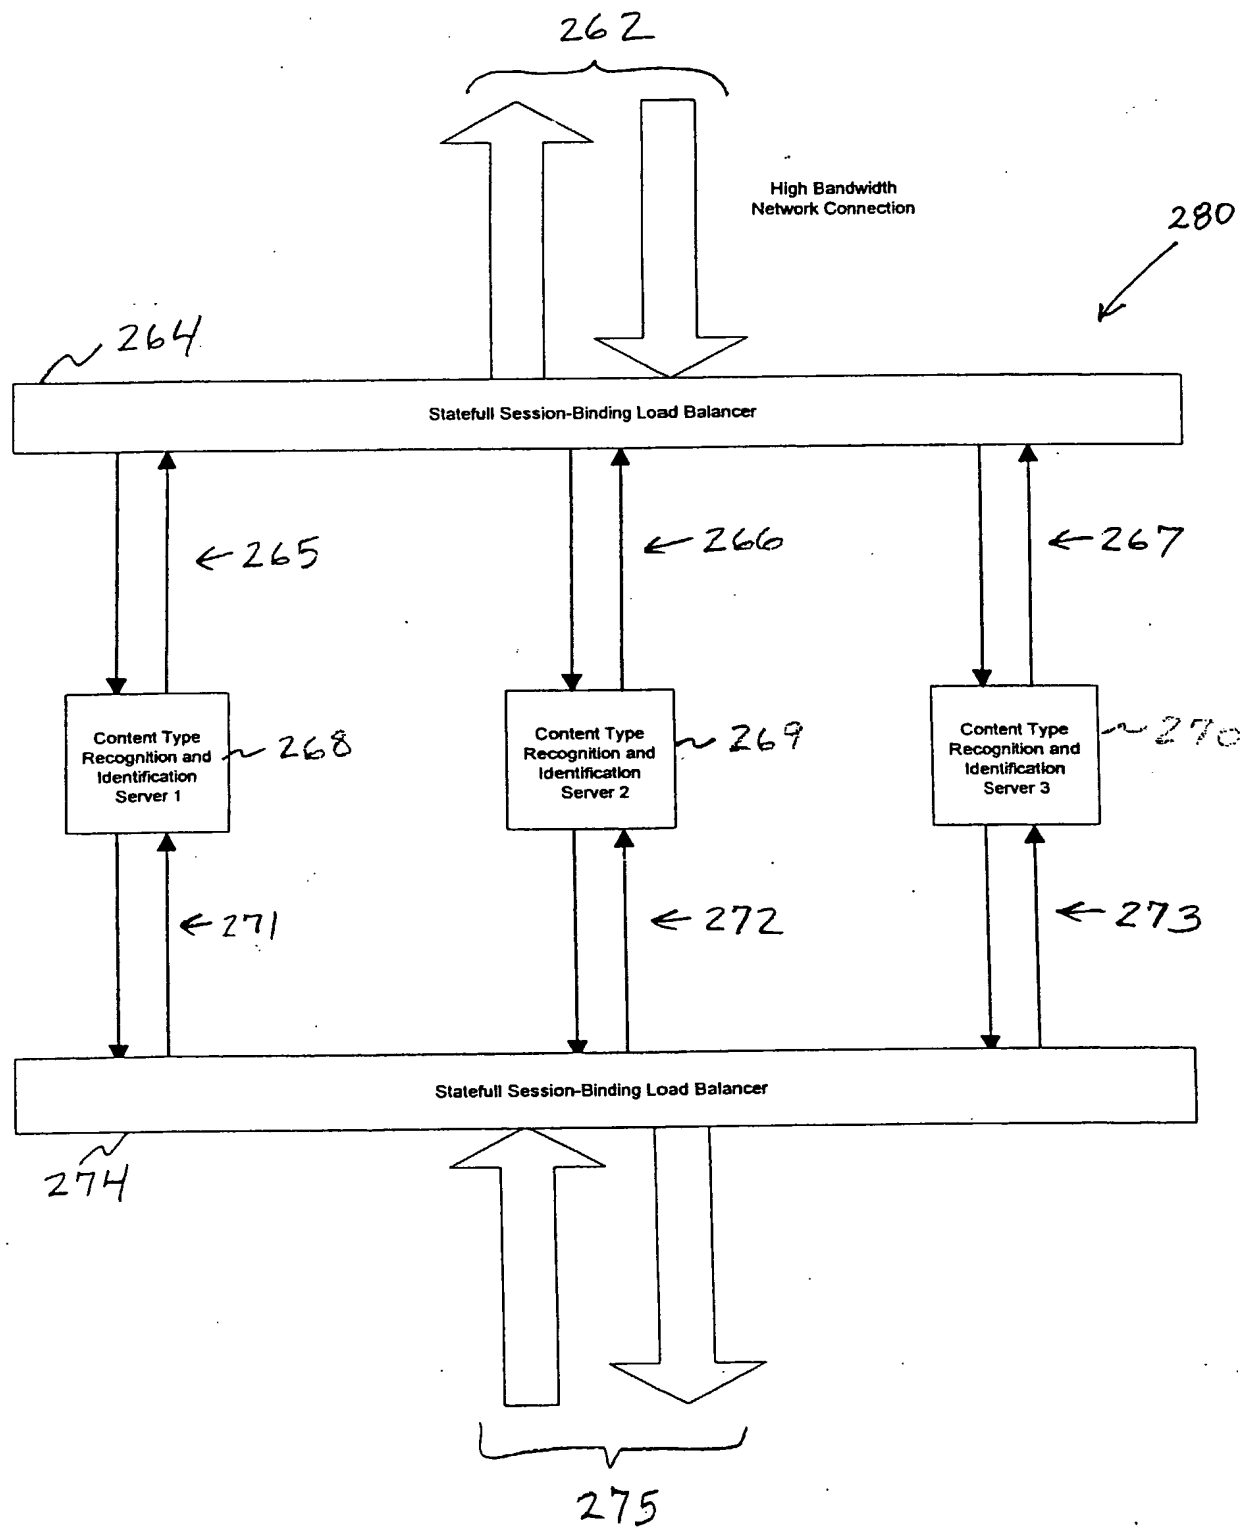 262
High Bandwidth
Network Connection
280
264
Statefull Session-Binding Load Balancer
265
266
267
Content Type
Recognition and
Identification
Server 1
268
Content Type
Recognition and
Identification
Server 2
269
Content Type
Recognition and
Identification
Server 3
270
271
272
273
Statefull Session-Binding Load Balancer
274
275